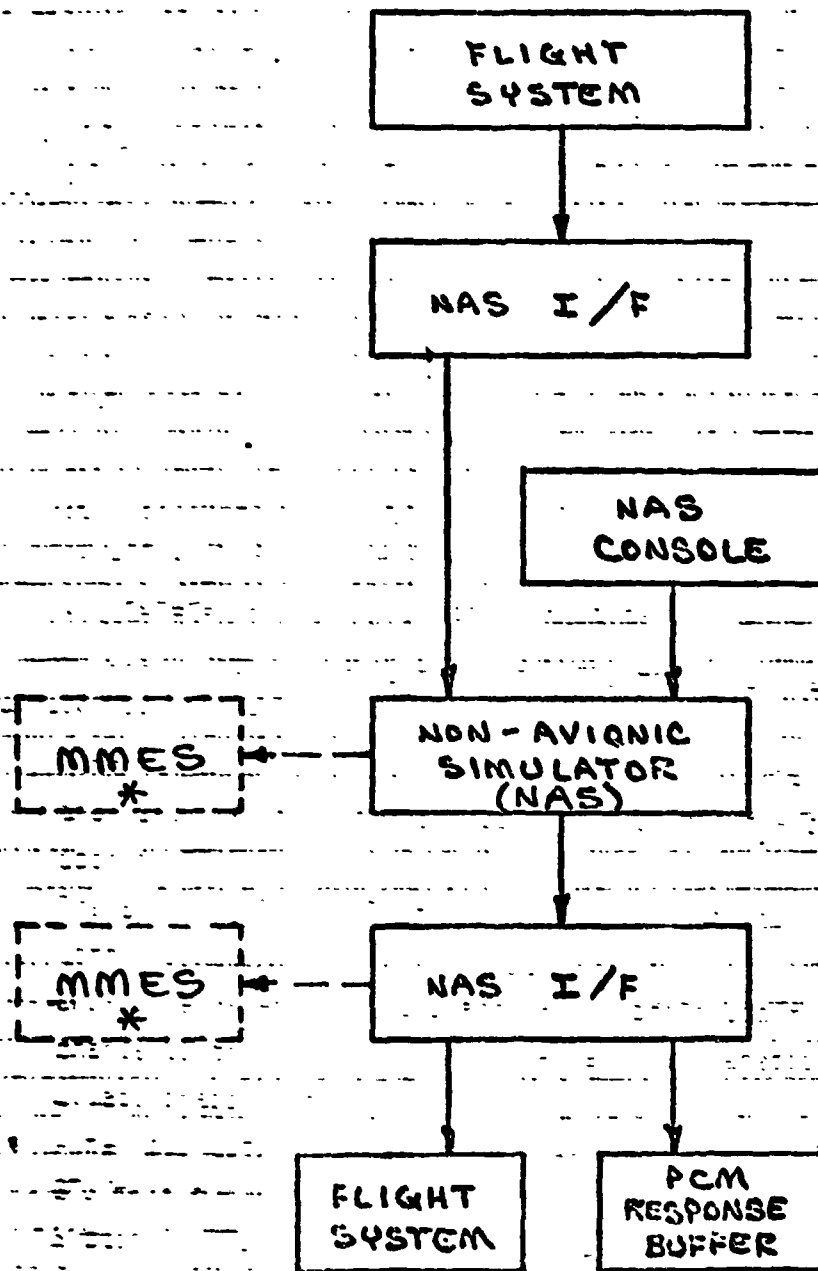 FLIGHT
SYSTEM
NAS I/F
NAS
CONSOLE
MMES
*
NON-AVIONIC
SIMULATOR
(NAS)
MMES
*
NAS I/F
FLIGHT
SYSTEM
PCM
RESPONSE
BUFFER